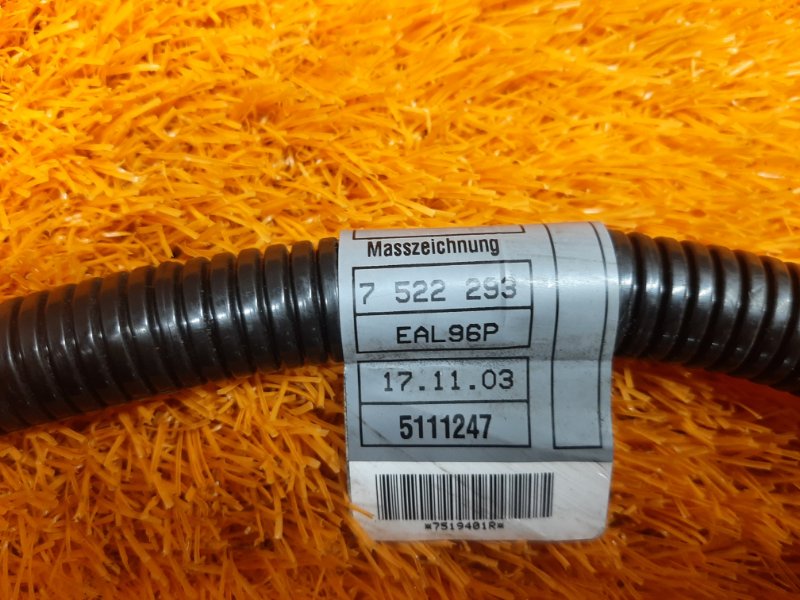 Masszeichnung
7 522 293
EAL96P
17.11.03
5111247
*7519401R*